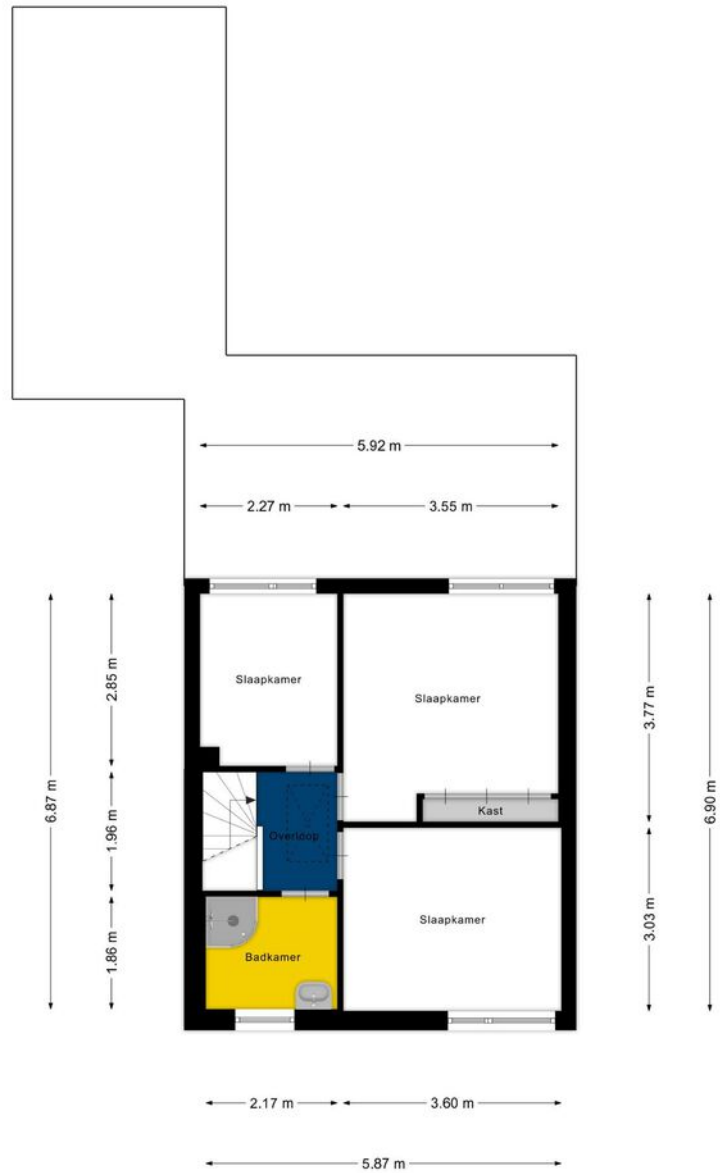 5.92 m
2.27 m
3.55 m
Slaapkamer
Slaapkamer
2.85 m
3.77 m
6.87 m
6.90 m
1.96 m
Kast
Overloop
Slaapkamer
3.03 m
1.86 m
Badkamer
2.17 m
3.60 m
5.87 m